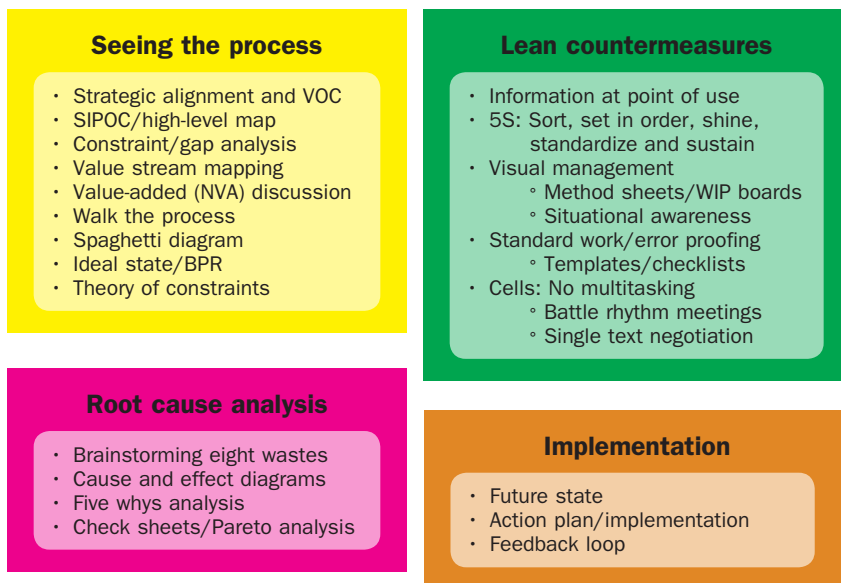 Seeing the process
• Strategic alignment and VOC
• SIPOC/high-level map
• Constraint/gap analysis
• Value stream mapping
• Value-added (NVA) discussion
• Walk the process
• Spaghetti diagram
• Ideal state/BPR
• Theory of constraints
Root cause analysis
• Brainstorming eight wastes
• Cause and effect diagrams
• Five whys analysis
• Check sheets/Pareto analysis
Lean countermeasures
• Information at point of use
• 5S: Sort, set in order, shine,
standardize and sustain
• Visual management
° Method sheets/WIP boards
° Situational awareness
• Standard work/error proofing
° Templates/checklists
• Cells: No multitasking
° Battle rhythm meetings
° Single text negotiation
Implementation
• Future state
• Action plan/implementation
• Feedback loop